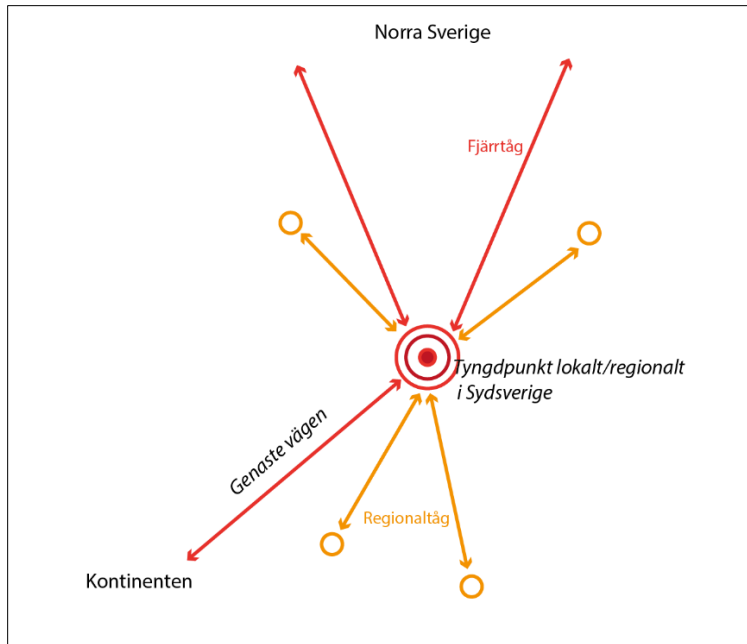 Norra Sverige
Fjärrtåg
Tyngdpunkt lokalt/regionalt
i Sydsverige
Genaste vägen
Regionaltåg
Kontinenten